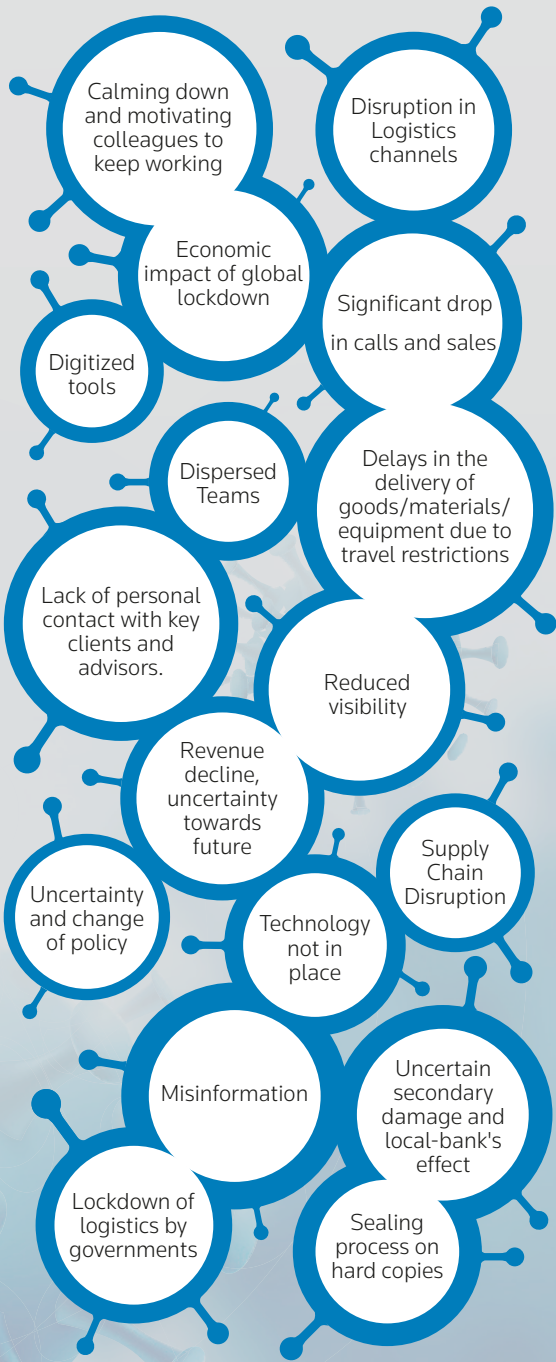 Calming down
and motivating
colleagues to
keep working
Disruption in
Logistics
channels
Economic
impact of global
lockdown
Significant drop
in calls and sales
Digitized
tools
Dispersed
Teams
Delays in the
delivery of
goods/materials/
equipment due to
travel restrictions
Lack of personal
contact with key
clients and
advisors.
Reduced
visibility
Revenue
decline,
uncertainty
towards
future
Supply
Chain
Disruption
Uncertainty
and change
of policy
Technology
not in
place
Misinformation
Uncertain
secondary
damage and
local-bank's
effect
Lockdown of
logistics by
governments
Sealing
process on
hard copies